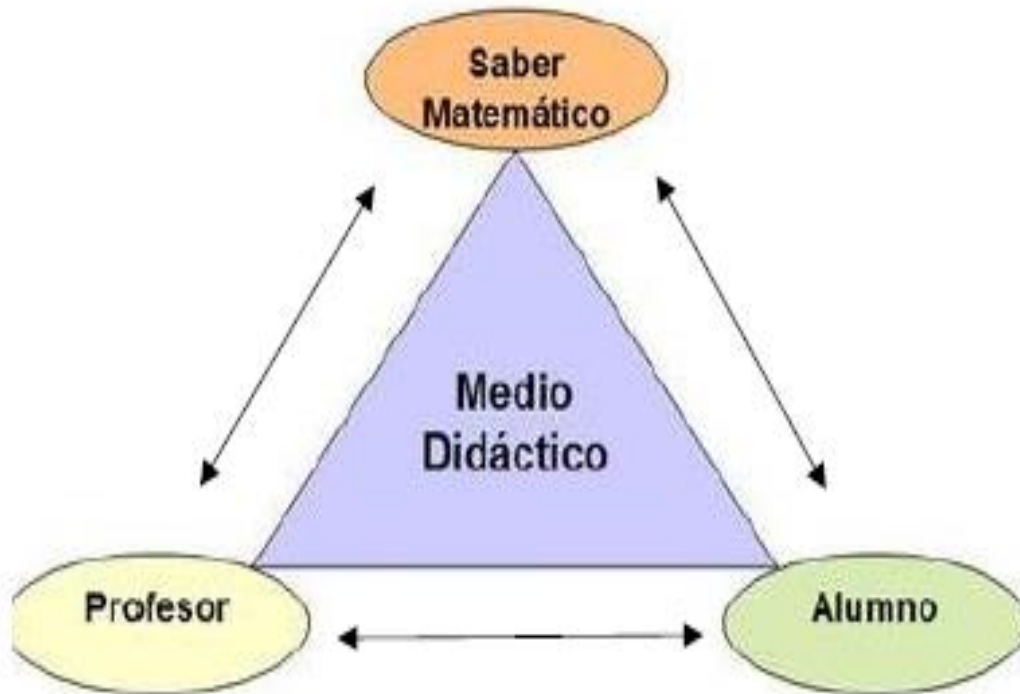 Saber
Matemático
Medio
Didáctico
Profesor
Alumno